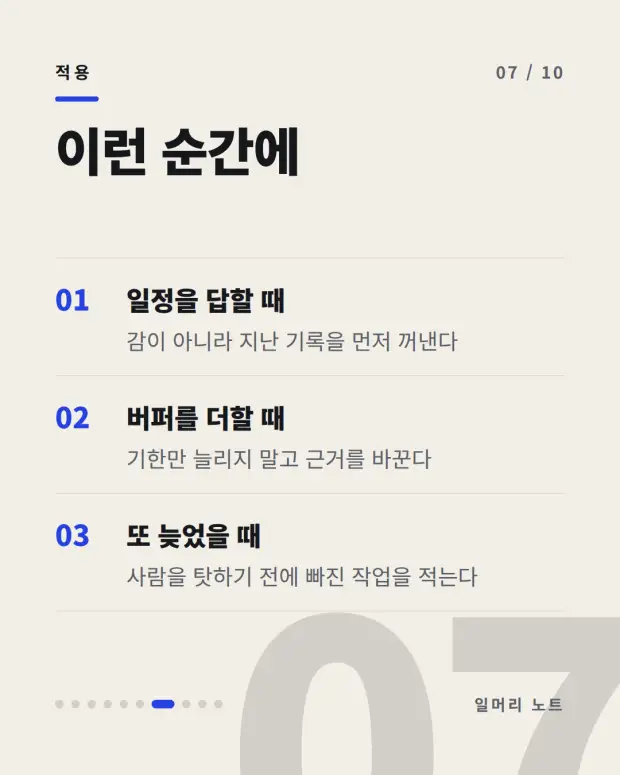 적용
07 / 10
이런 순간에
01 일정을 답할 때
감이 아니라 지난 기록을 먼저 꺼낸다
02 버퍼를 더할 때
기한만 늘리지 말고 근거를 바꾼다
03 또 늦었을 때
사람을 탓하기 전에 빠진 작업을 적는다
07
일머리 노트